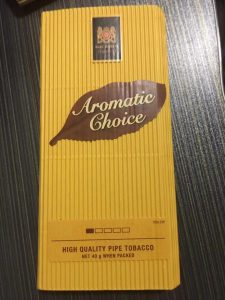 Aromatic
Choice
HIGH QUALITY PIPE TOBACCO
NET 40 g WHEN PACKED